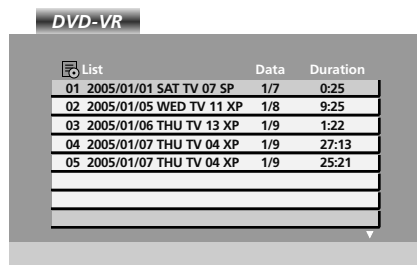 DVD-VR
List Data Duration
01 2005/01/01 SAT TV 07 SP 1/7 0:25
02 2005/01/05 WED TV 11 XP 1/8 9:25
03 2005/01/06 THU TV 13 XP 1/9 1:22
04 2005/01/07 THU TV 04 XP 1/9 27:13
05 2005/01/07 THU TV 04 XP 1/9 25:21